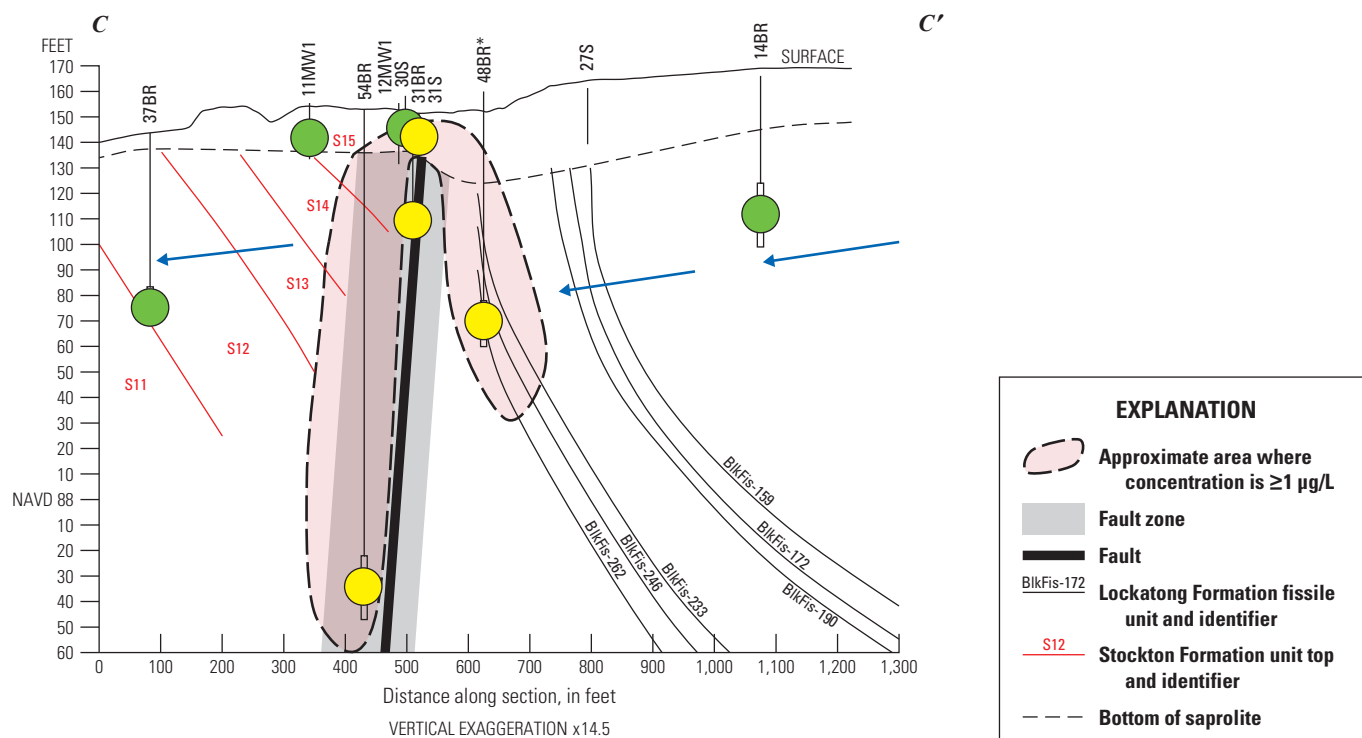 C
C′
FEET
170
160
150
140
130
120
110
100
90
80
70
60
50
40
30
20
10
NAVD 88
10
20
30
40
50
60
37BR
11MW1
54BR
12MW1
30S
31BR
31S
48BR*
27S
14BR
SURFACE
S15
S14
S13
S12
S11
BlkFis-262
BlkFis-246
BlkFis-233
BlkFis-190
BlkFis-172
BlkFis-159
0
100
200
300
400
500
600
700
800
900
1,000
1,100
1,200
1,300
Distance along section, in feet
VERTICAL EXAGGERATION x14.5
EXPLANATION
Approximate area where
concentration is ≥1 µg/L
Fault zone
Fault
BlkFis-172
Lockatong Formation fissile
unit and identifier
S12
Stockton Formation unit top
and identifier
Bottom of saprolite